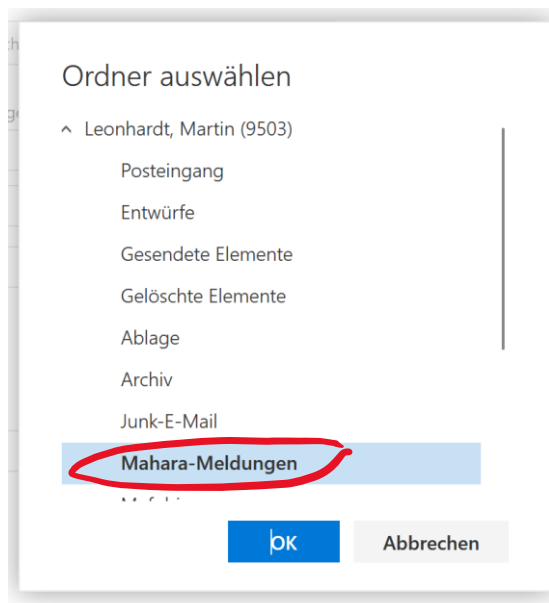 Ordner auswählen
Leonhardt, Martin (9503)
Posteingang
Entwürfe
Gesendete Elemente
Gelöschte Elemente
Ablage
Archiv
Junk-E-Mail
Mahara-Meldungen
OK Abbrechen